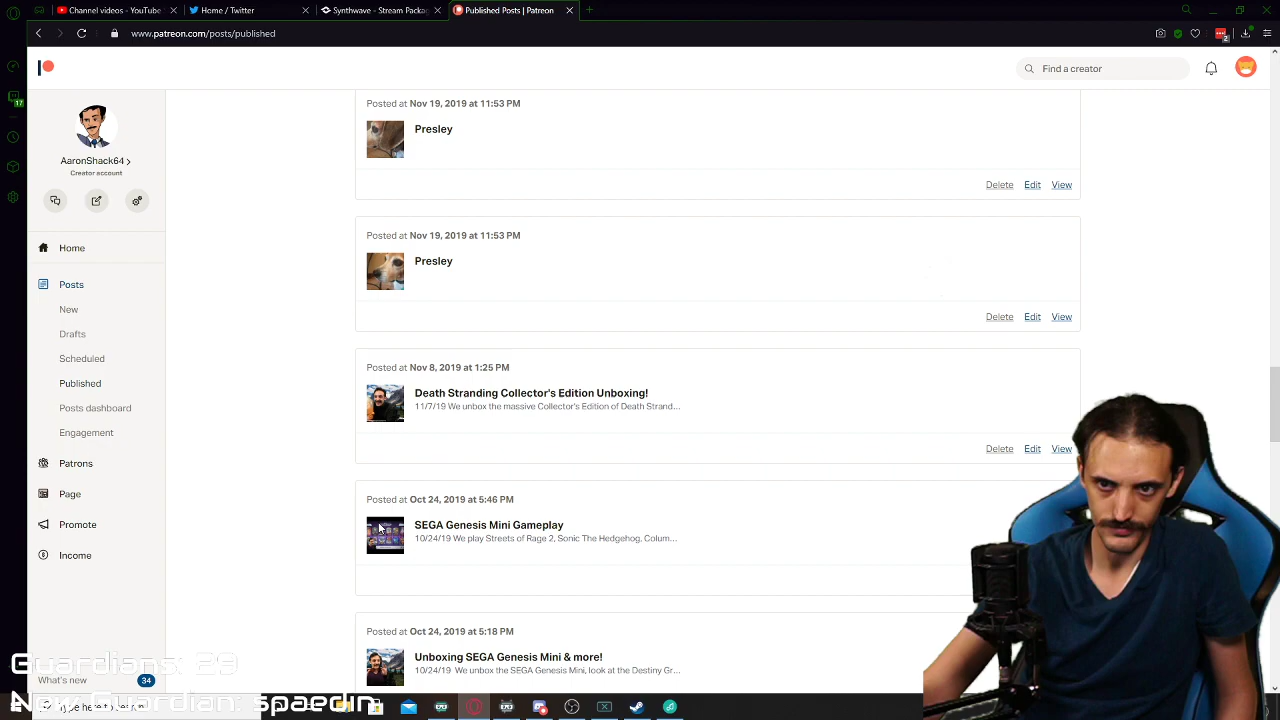 Channel videos - YouTube
Home / Twitter
Synthwave - Stream Packag
Published Posts | Patreon
www.patreon.com/posts/published
2
Find a creator
17
AaronShack64
Creator account
Home
Posts
New
Drafts
Scheduled
Published
Posts dashboard
Engagement
Patrons
Page
Promote
Income
What's new
34
Posted at Nov 19, 2019 at 11:53 PM
Presley
Delete Edit View
Posted at Nov 19, 2019 at 11:53 PM
Presley
Delete Edit View
Posted at Nov 8, 2019 at 1:25 PM
Death Stranding Collector's Edition Unboxing!
11/7/19 We unbox the massive Collector's Edition of Death Strand...
Delete Edit View
Posted at Oct 24, 2019 at 5:46 PM
SEGA Genesis Mini Gameplay
10/24/19 We play Streets of Rage 2, Sonic The Hedgehog, Colum...
Posted at Oct 24, 2019 at 5:18 PM
Unboxing SEGA Genesis Mini & more!
10/24/19 We unbox the SEGA Genesis Mini, look at the Destiny Gr...
Guardians: 23
New Guardian: spaedin